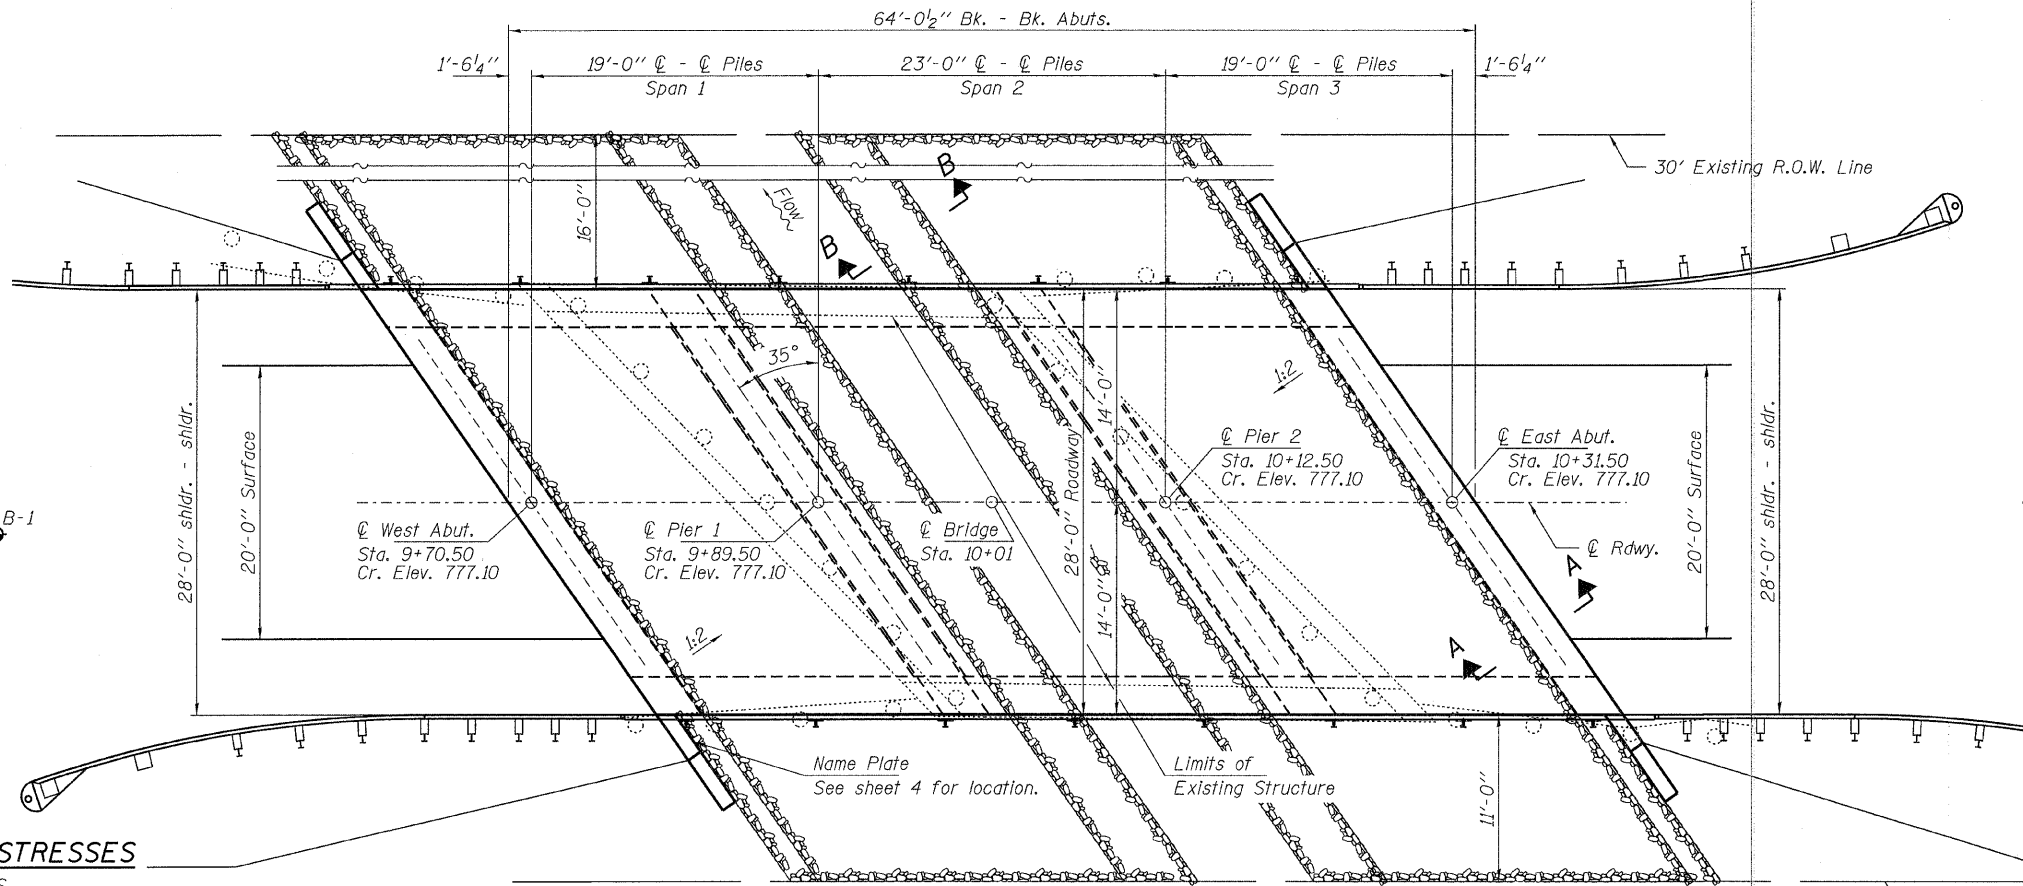 64'-0½" Bk. - Bk. Abuts.
1'-6¼"
19'-0" ℄ - ℄ Piles
Span 1
23'-0" ℄ - ℄ Piles
Span 2
19'-0" ℄ - ℄ Piles
Span 3
1'-6¼"
30' Existing R.O.W. Line
16'-0"
Flow
B
B
35°
1:2
14'-0"
28'-0" shldr. - shldr.
20'-0" Surface
28'-0" Roadway
14'-0"
℄ Pier 2
Sta. 10+12.50
Cr. Elev. 777.10
℄ East Abut.
Sta. 10+31.50
Cr. Elev. 777.10
20'-0" Surface
28'-0" shldr. - shldr.
B-1
℄ West Abut.
Sta. 9+70.50
Cr. Elev. 777.10
℄ Pier 1
Sta. 9+89.50
Cr. Elev. 777.10
℄ Bridge
Sta. 10+01
℄ Rdwy.
A
A
1:2
Name Plate
See sheet 4 for location.
Limits of
Existing Structure
11'-0"
STRESSES